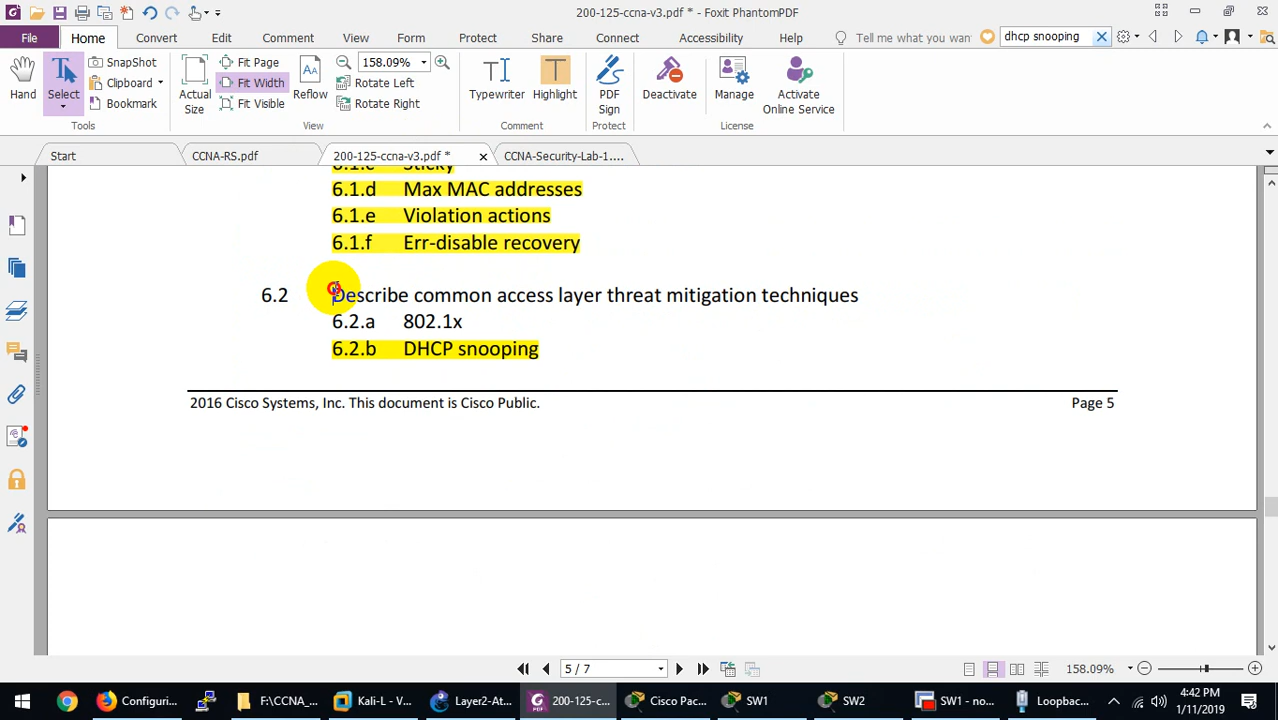 200-125-ccna-v3.pdf * - Foxit PhantomPDF
File Home Convert Edit Comment View Form Protect Share Connect Accessibility Help Tell me what you want dhcp snooping
Hand Select SnapShot Clipboard Bookmark Actual Size Fit Page Fit Width Fit Visible Reflow 158.09% Rotate Left Rotate Right Typewriter Highlight PDF Sign Deactivate Manage Activate Online Service
Tools View Comment Protect License
Start CCNA-RS.pdf 200-125-ccna-v3.pdf * CCNA-Security-Lab-1....
6.1.c Sticky
6.1.d Max MAC addresses
6.1.e Violation actions
6.1.f Err-disable recovery
6.2 Describe common access layer threat mitigation techniques
6.2.a 802.1x
6.2.b DHCP snooping
2016 Cisco Systems, Inc. This document is Cisco Public. Page 5
5 / 7 158.09%
Configuri... F:\CCNA_... Kali-L - V... Layer2-At... 200-125-c... Cisco Pac... SW1 SW2 SW1 - no... Loopbac... 4:42 PM
1/11/2019